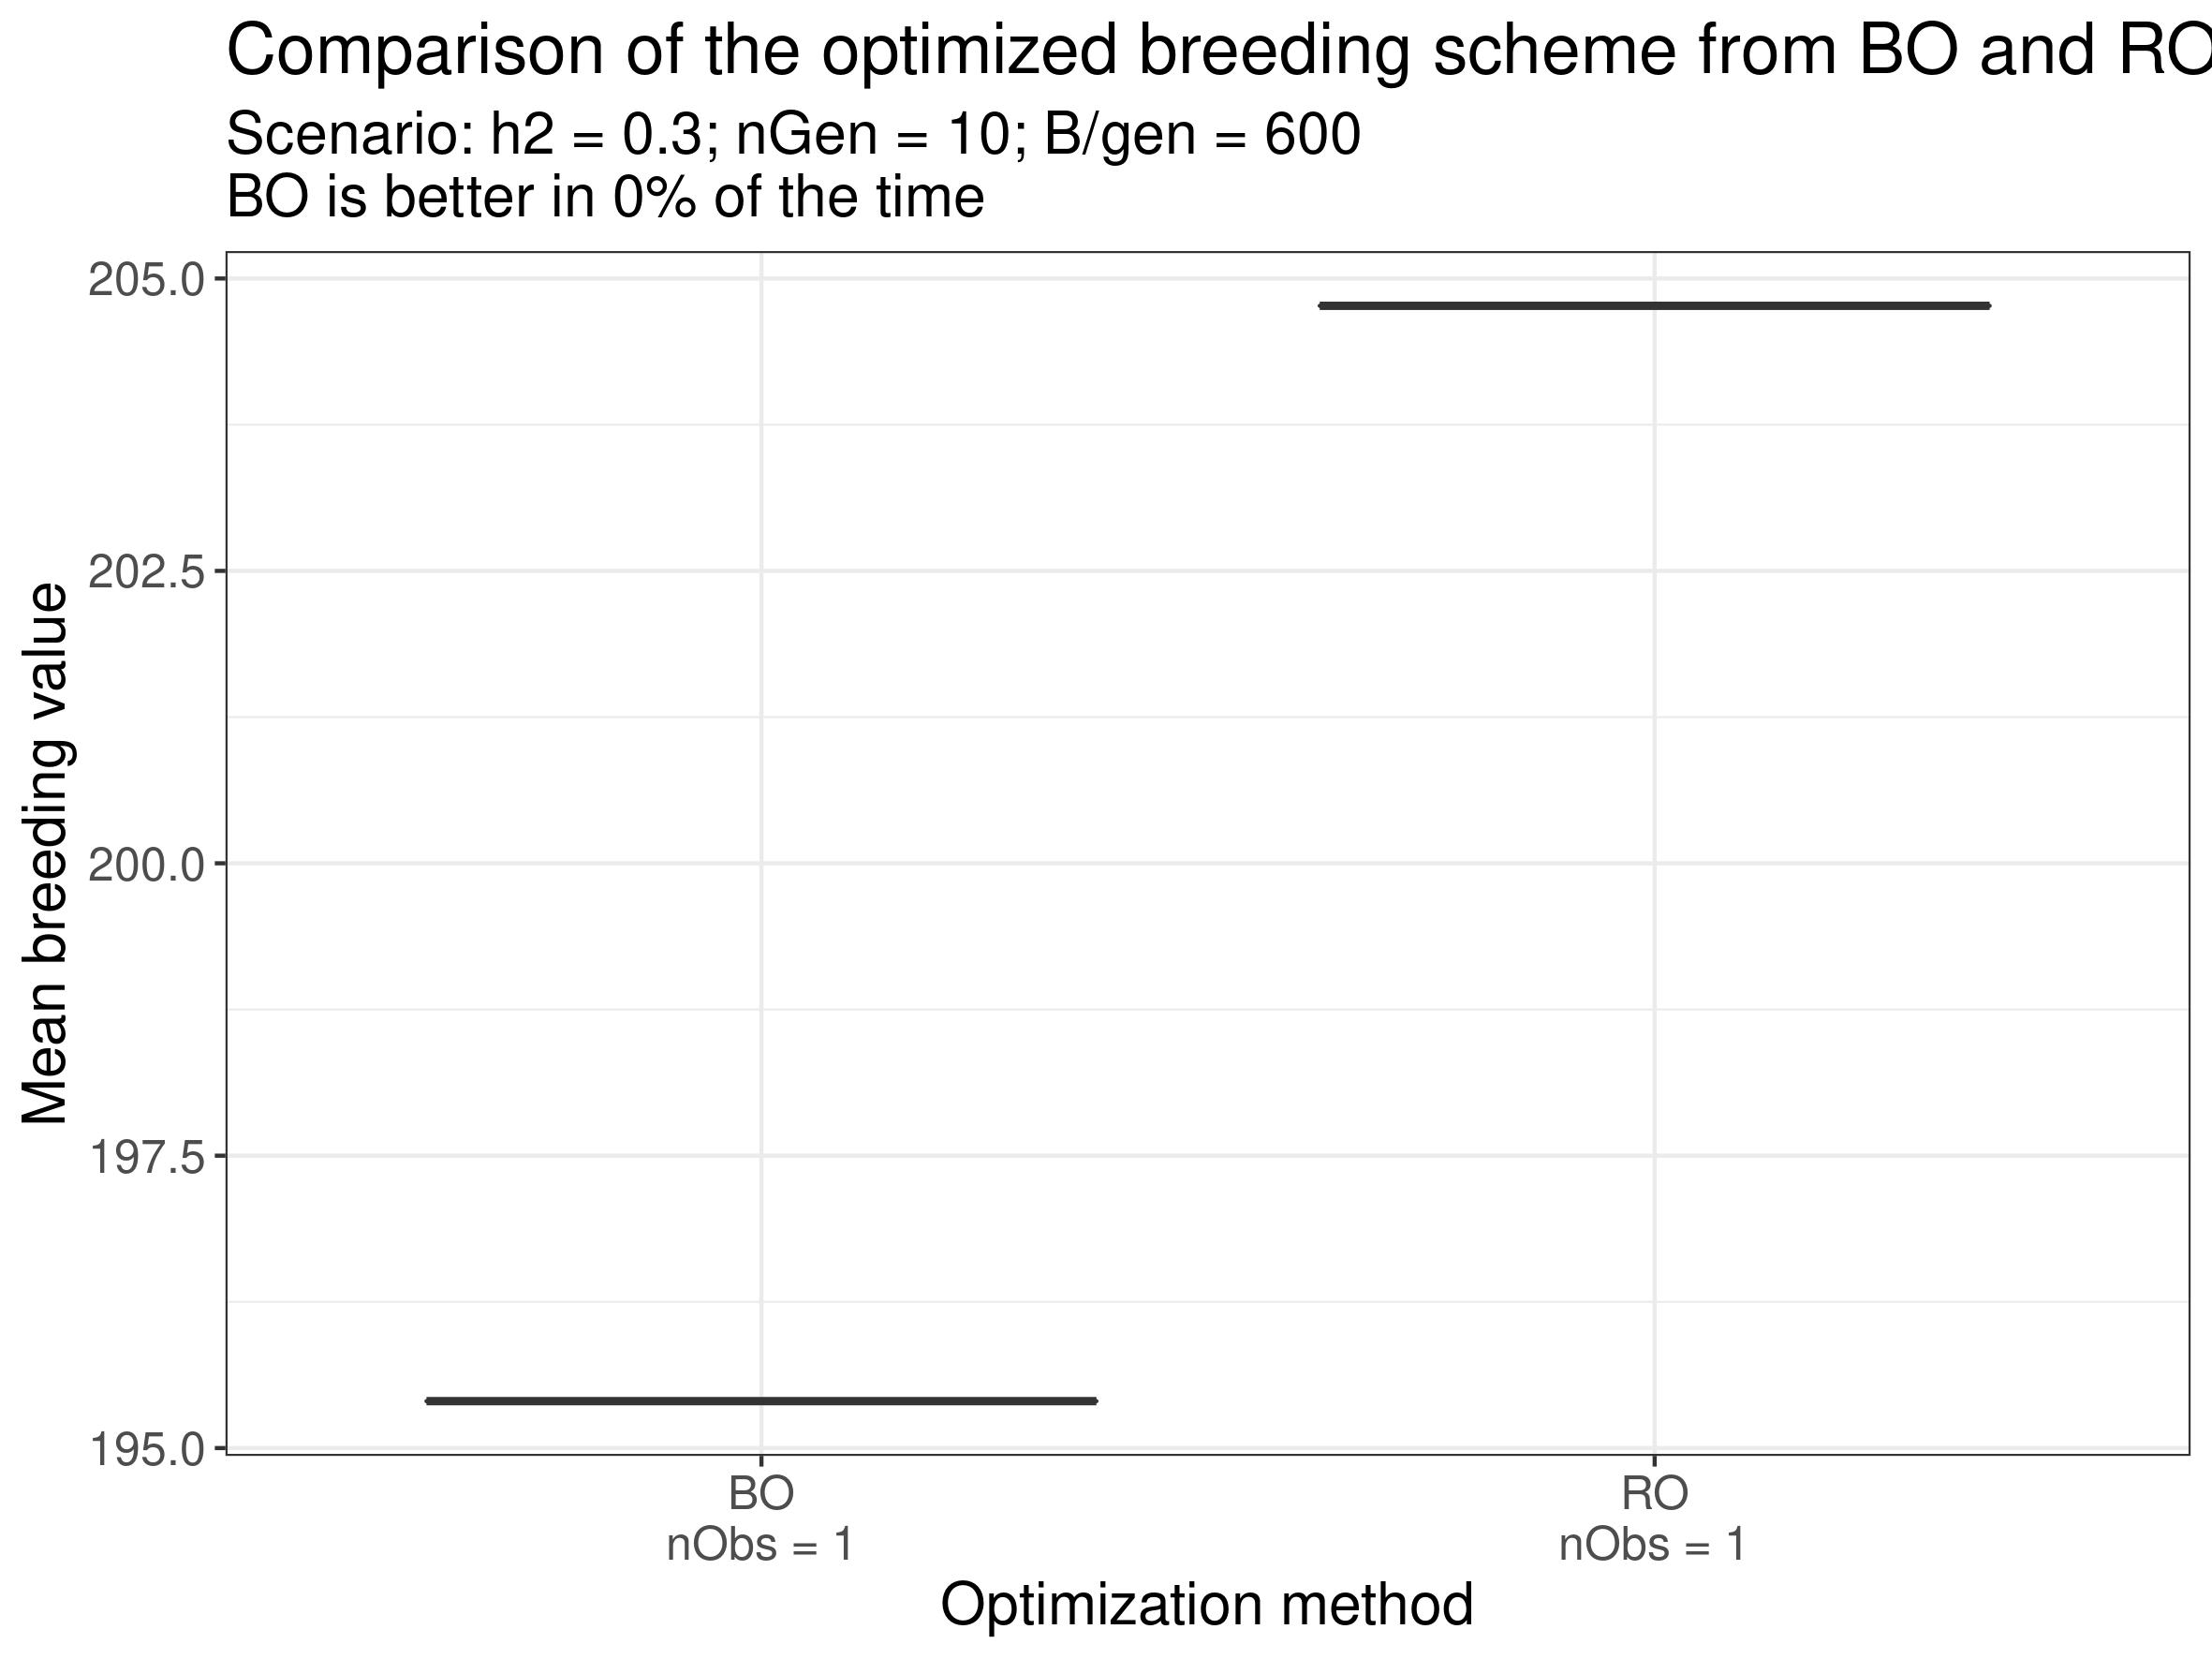 Comparison of the optimized breeding scheme from BO and RO
Scenario: h2 = 0.3; nGen = 10; B/gen = 600
BO is better in 0% of the time
205.0
202.5
200.0
197.5
195.0
Mean breeding value
BO
nObs = 1
RO
nObs = 1
Optimization method